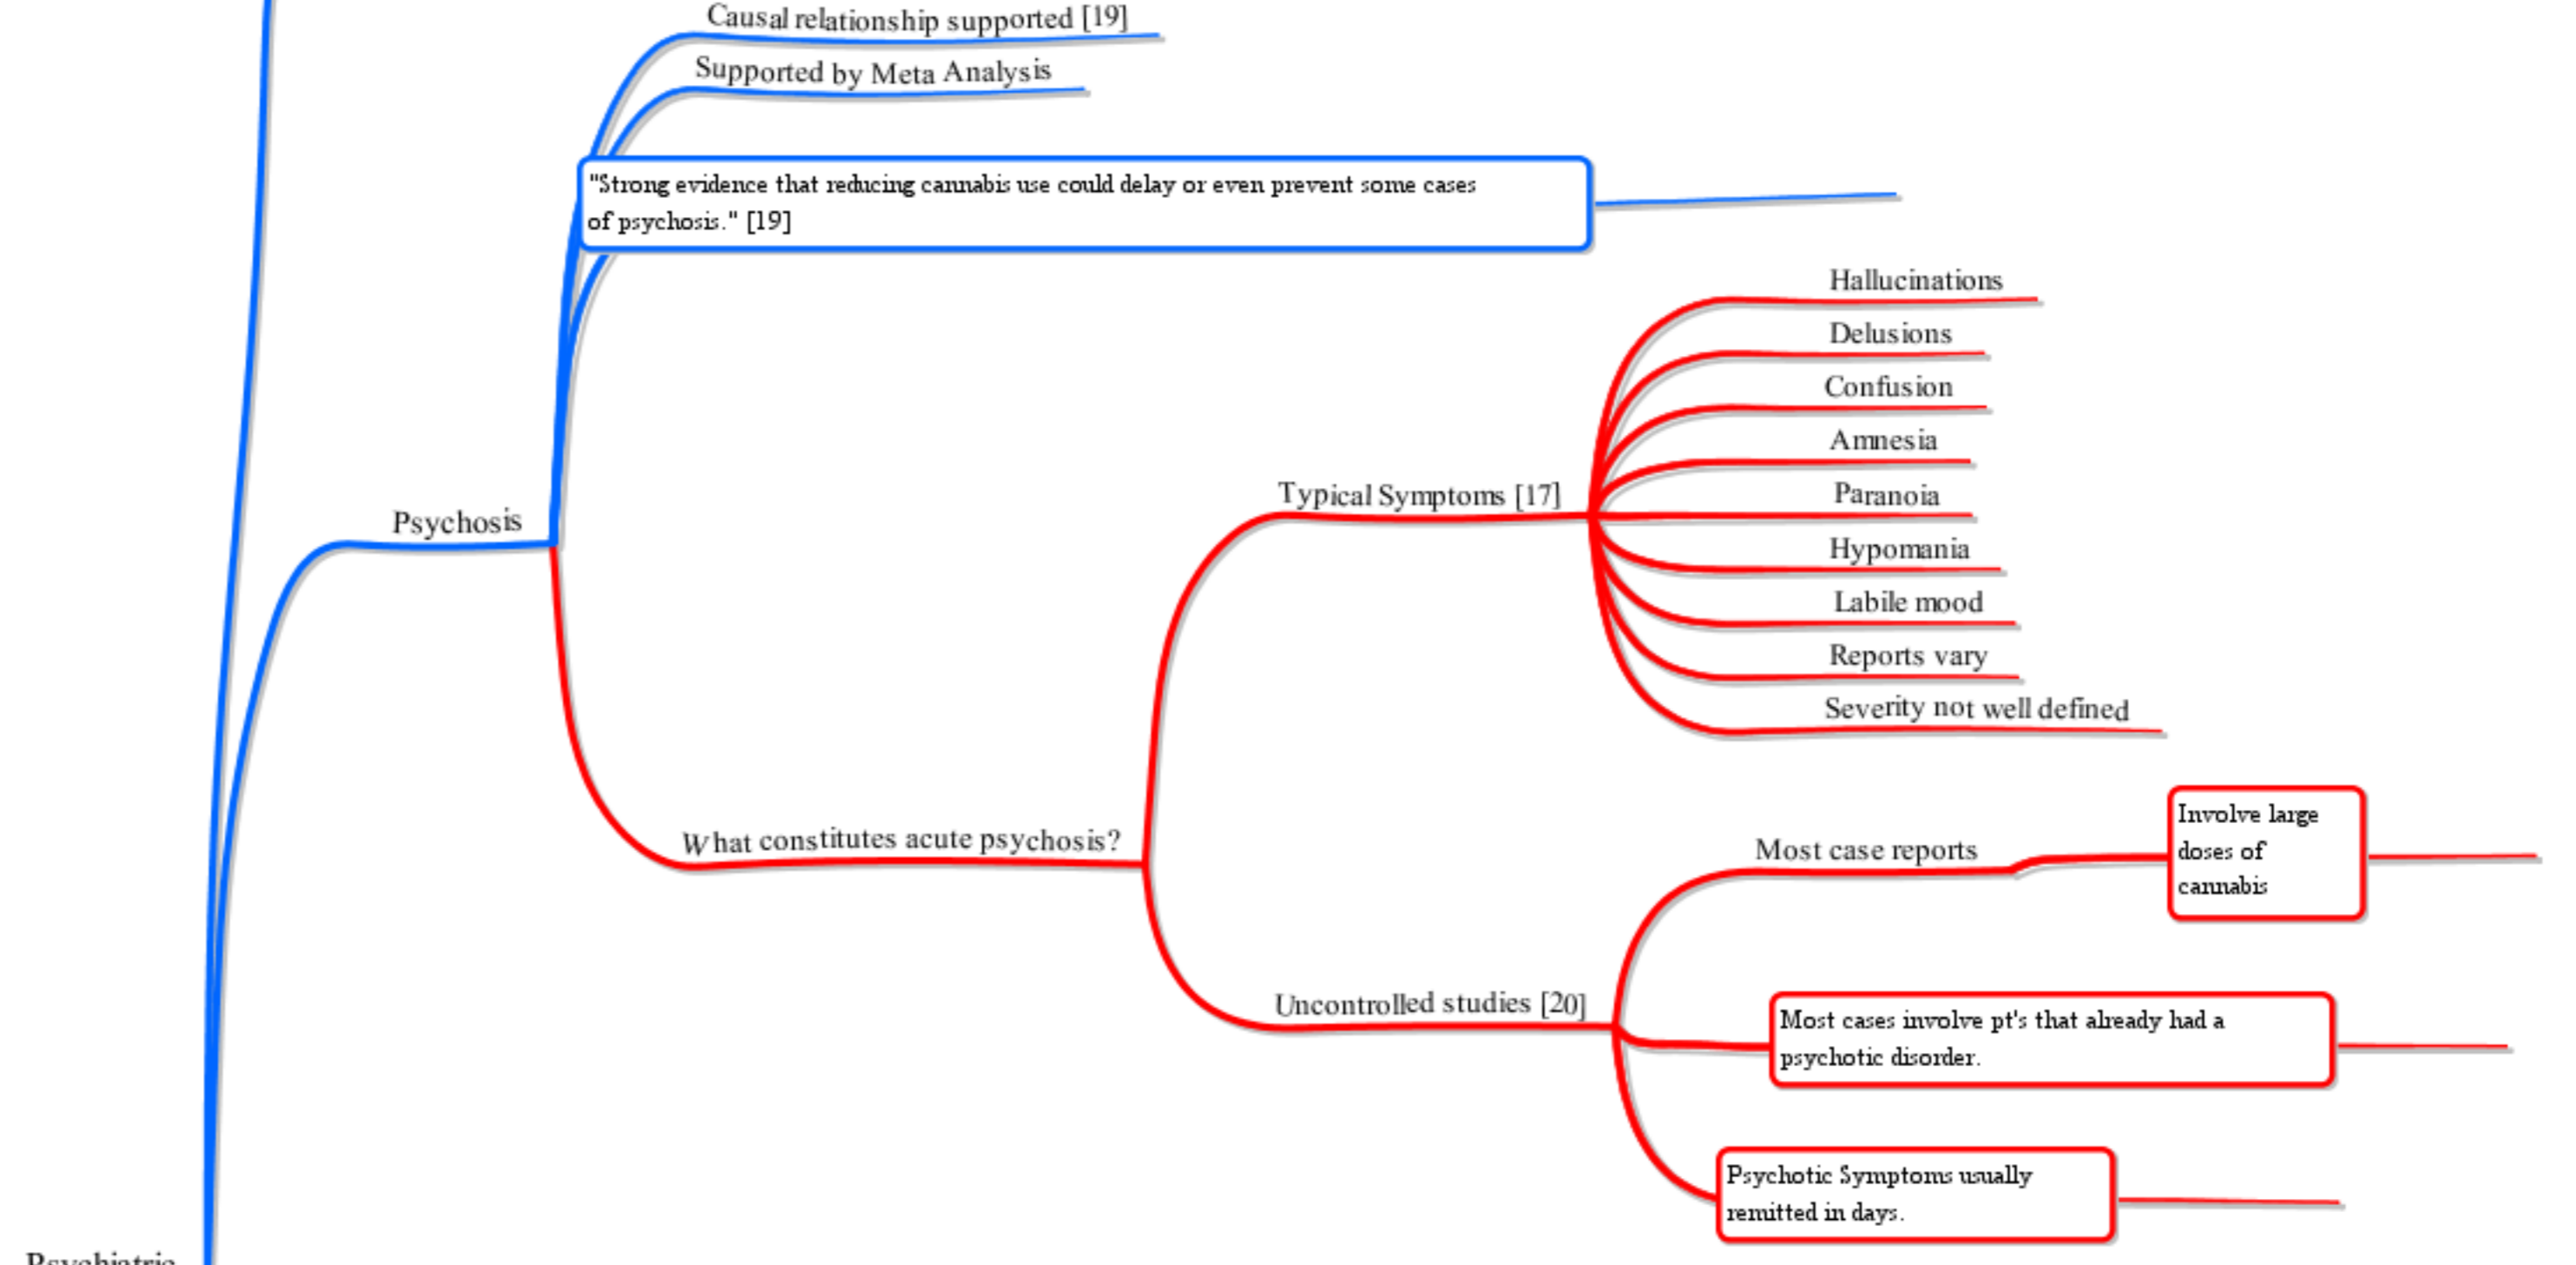 Causal relationship supported [19]
Supported by Meta Analysis
"Strong evidence that reducing cannabis use could delay or even prevent some cases
of psychosis." [19]
Hallucinations
Delusions
Confusion
Amnesia
Typical Symptoms [17]
Paranoia
Psychosis
Hypomania
Labile mood
Reports vary
Severity not well defined
What constitutes acute psychosis?
Most case reports
Involve large
doses of
cannabis
Uncontrolled studies [20]
Most cases involve pt's that already had a
psychotic disorder.
Psychotic Symptoms usually
remitted in days.
Psychiatric